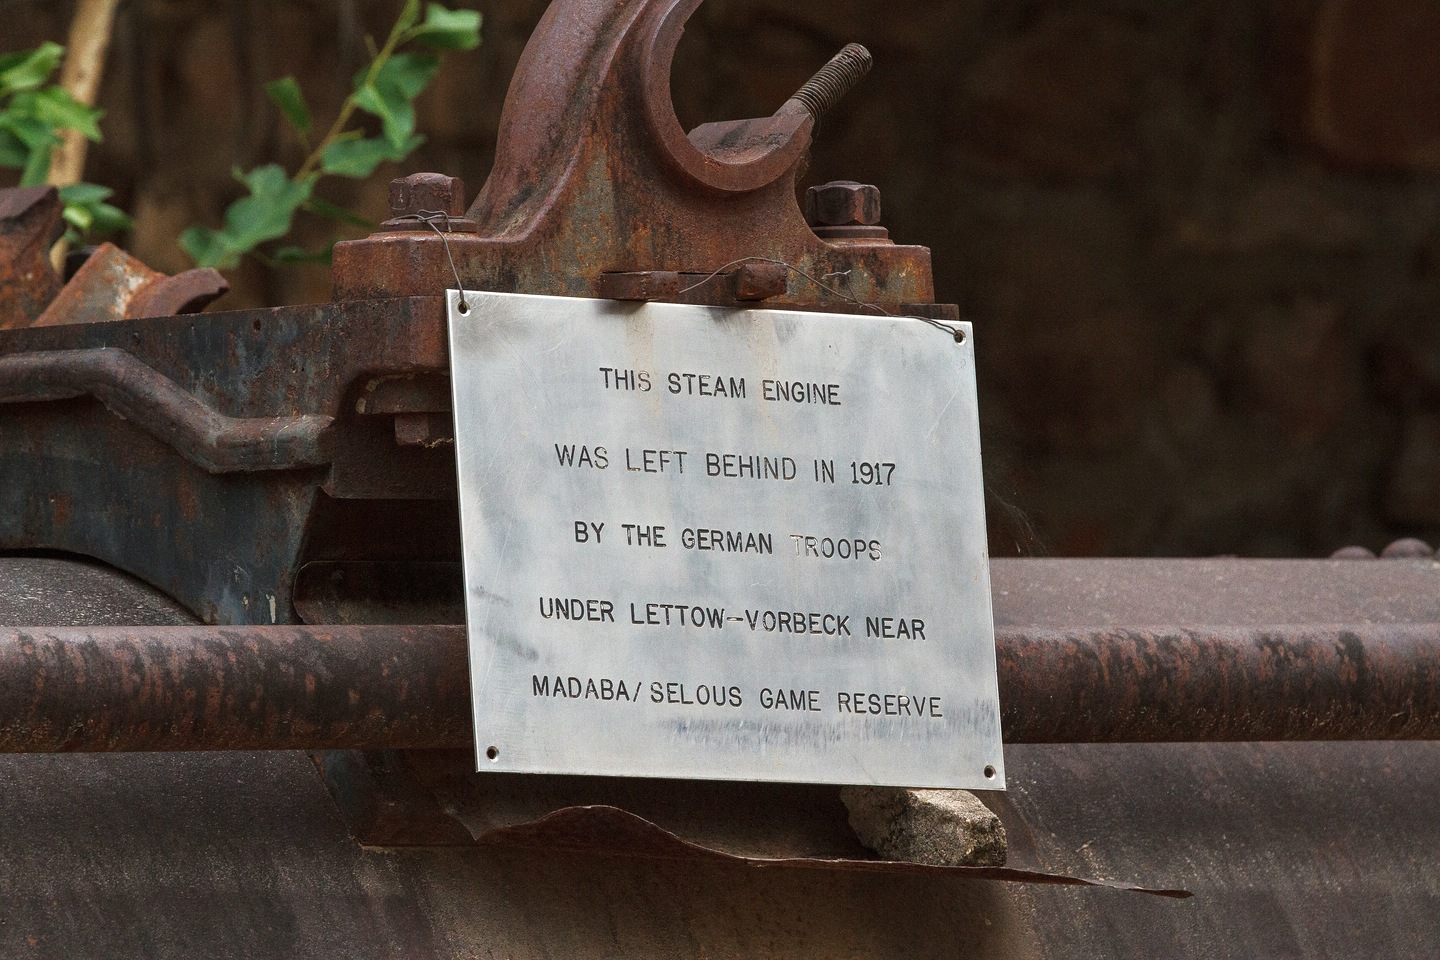 THIS STEAM ENGINE
WAS LEFT BEHIND IN 1917
BY THE GERMAN TROOPS
UNDER LETTOW-VORBECK NEAR
MADABA/SELOUS GAME RESERVE